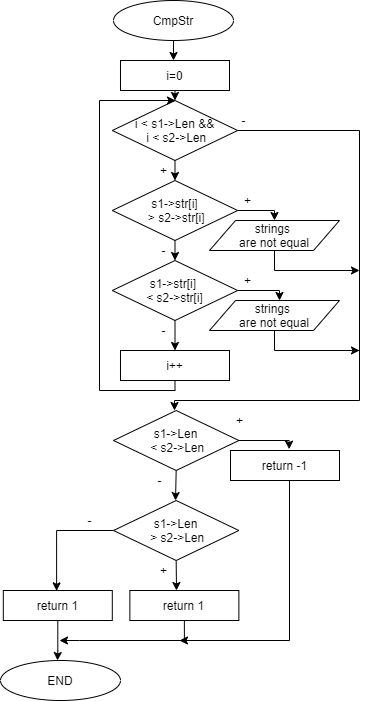 CmpStr
i=0
i < s1->Len &&
i < s2->Len
-
+
s1->str[i]
> s2->str[i]
+
strings
are not equal
-
s1->str[i]
< s2->str[i]
+
strings
are not equal
-
i++
s1->Len
< s2->Len
+
return -1
-
s1->Len
> s2->Len
-
+
return 1
return 1
END